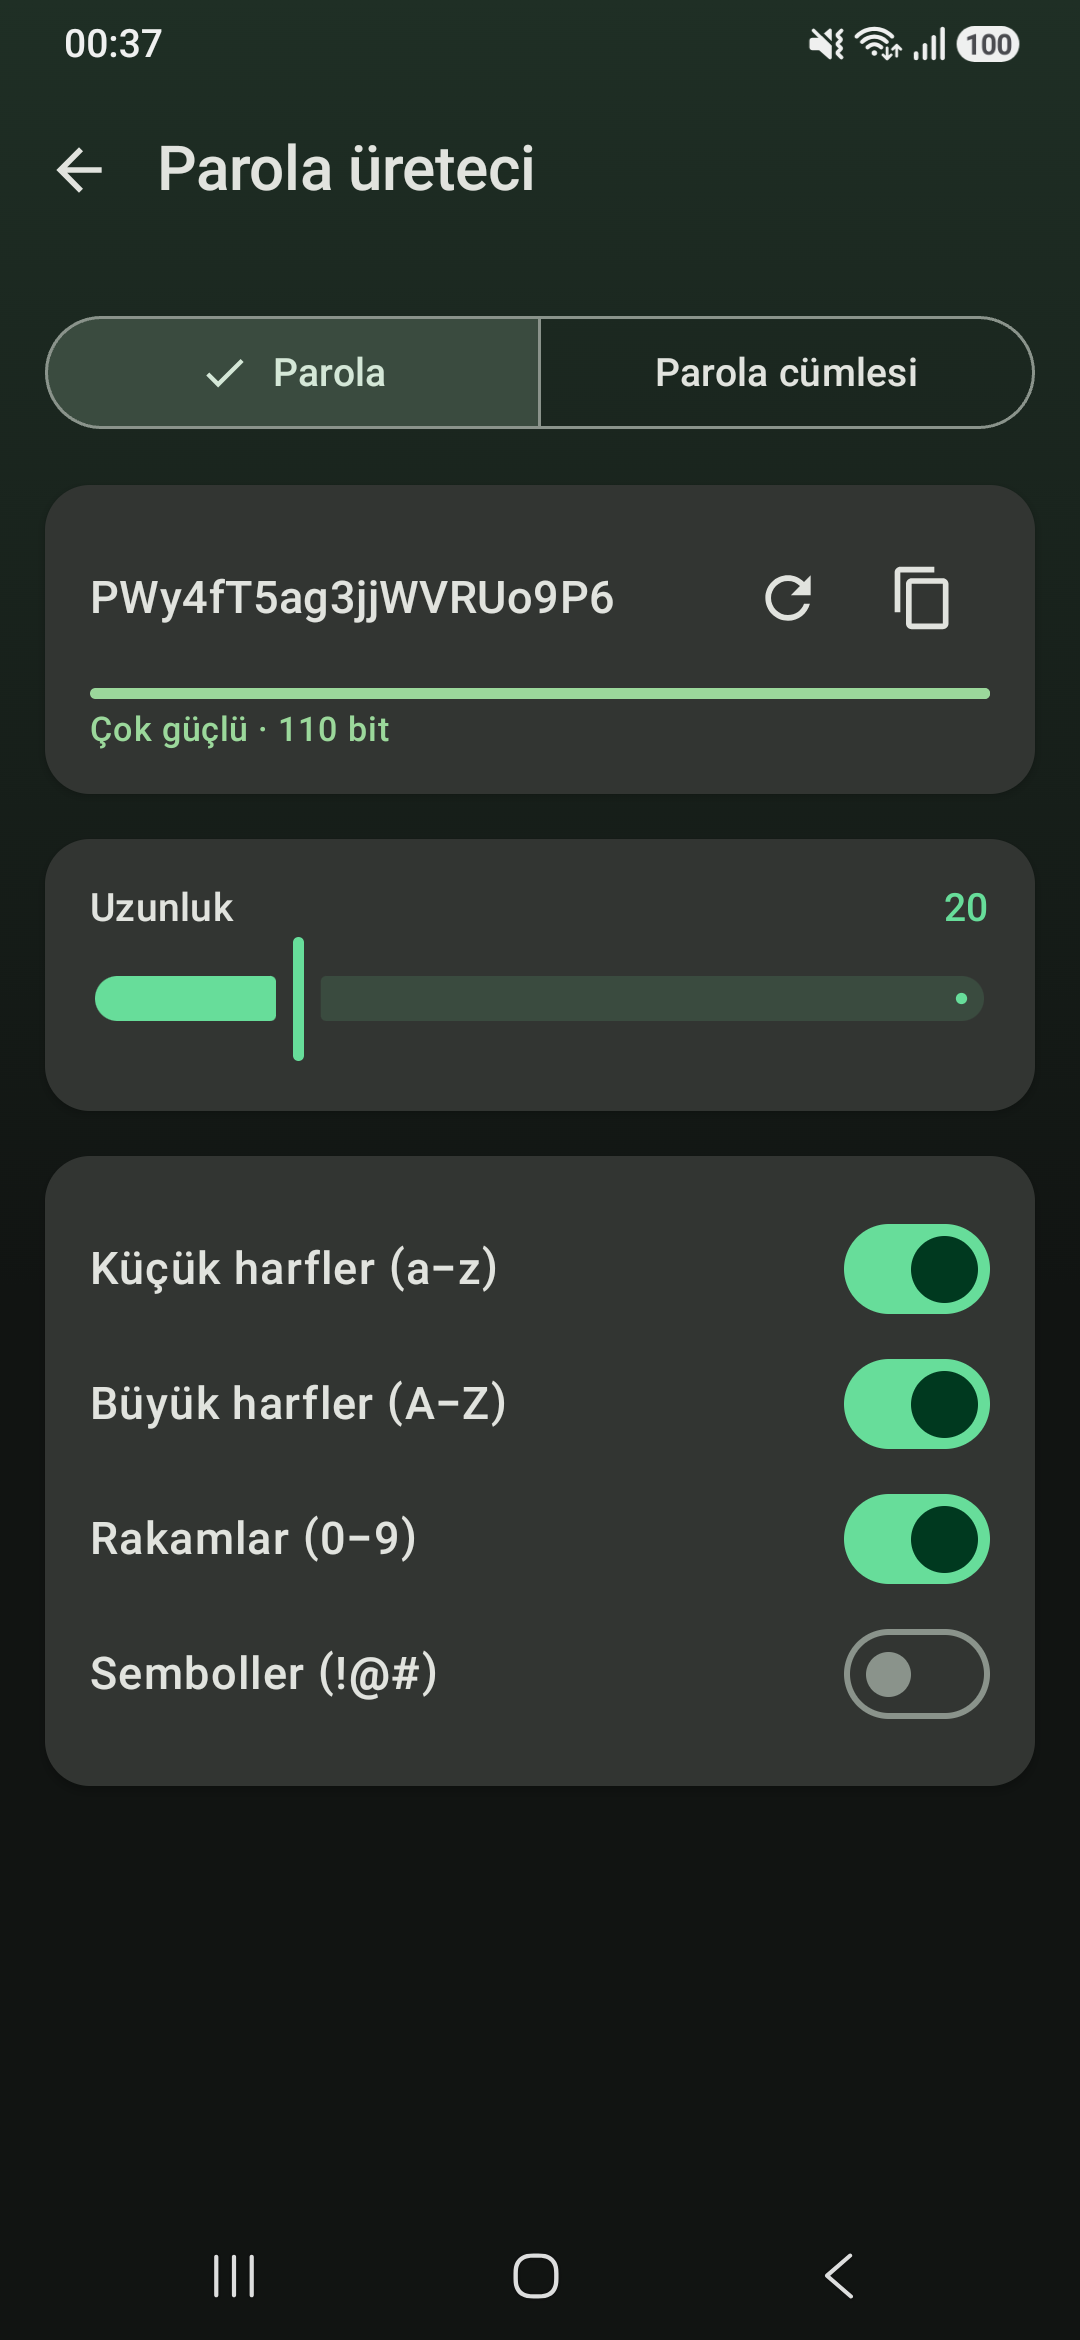 00:37
100
Parola üreteci
Parola
Parola cümlesi
PWy4fT5ag3jjWVRUo9P6
Çok güçlü · 110 bit
Uzunluk
20
Küçük harfler (a–z)
Büyük harfler (A–Z)
Rakamlar (0–9)
Semboller (!@#)